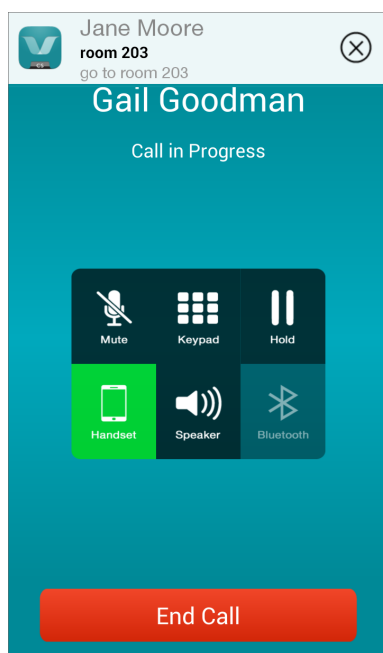 Jane Moore
room 203
go to room 203
CS
Gail Goodman
Call in Progress
Mute
Keypad
Hold
Handset
Speaker
Bluetooth
End Call